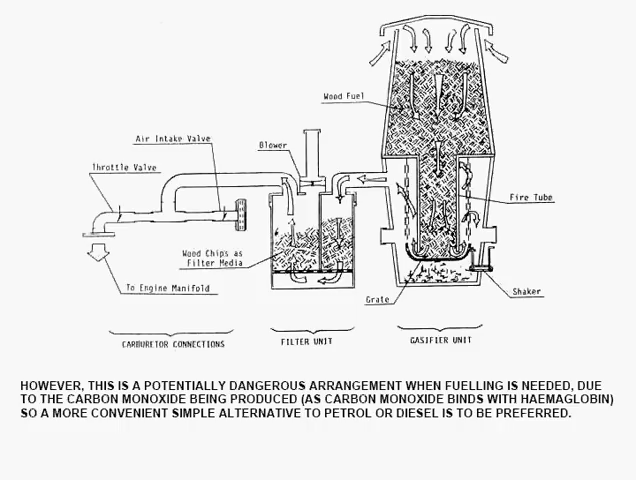 Wood Fuel
Air Intake Valve
Blower
Throttle Valve
Fire Tube
Wood Chips as
Filter Media
To Engine Manifold
Grate
Shaker
CARBURETOR CONNECTIONS
FILTER UNIT
GASIFIER UNIT
HOWEVER, THIS IS A POTENTIALLY DANGEROUS ARRANGEMENT WHEN FUELLING IS NEEDED, DUE
TO THE CARBON MONOXIDE BEING PRODUCED (AS CARBON MONOXIDE BINDS WITH HAEMAGLOBIN)
SO A MORE CONVENIENT SIMPLE ALTERNATIVE TO PETROL OR DIESEL IS TO BE PREFERRED.